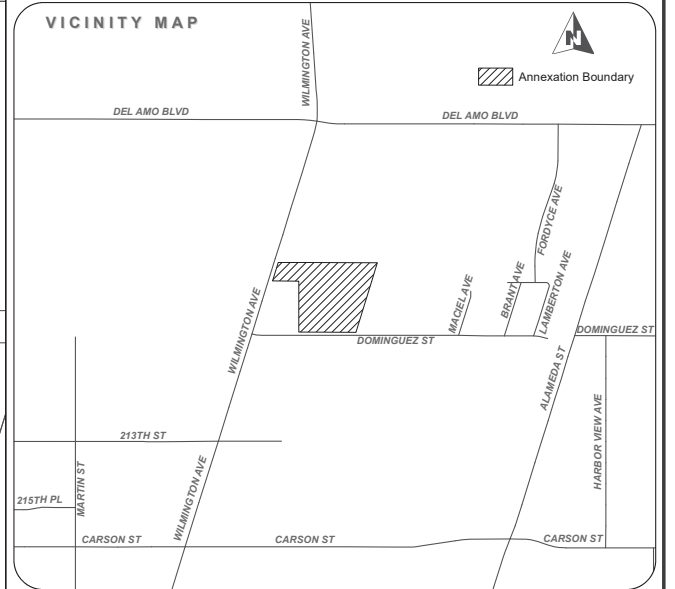 VICINITY MAP
WILMINGTON AVE
N
Annexation Boundary
DEL AMO BLVD
DEL AMO BLVD
FORDYCE AVE
WILMINGTON AVE
MACIEL AVE
BRANT AVE
LAMBERTON AVE
DOMINGUEZ ST
DOMINGUEZ ST
ALAMEDA ST
HARBOR VIEW AVE
213TH ST
MARTIN ST
WILMINGTON AVE
215TH PL
CARSON ST
CARSON ST
CARSON ST